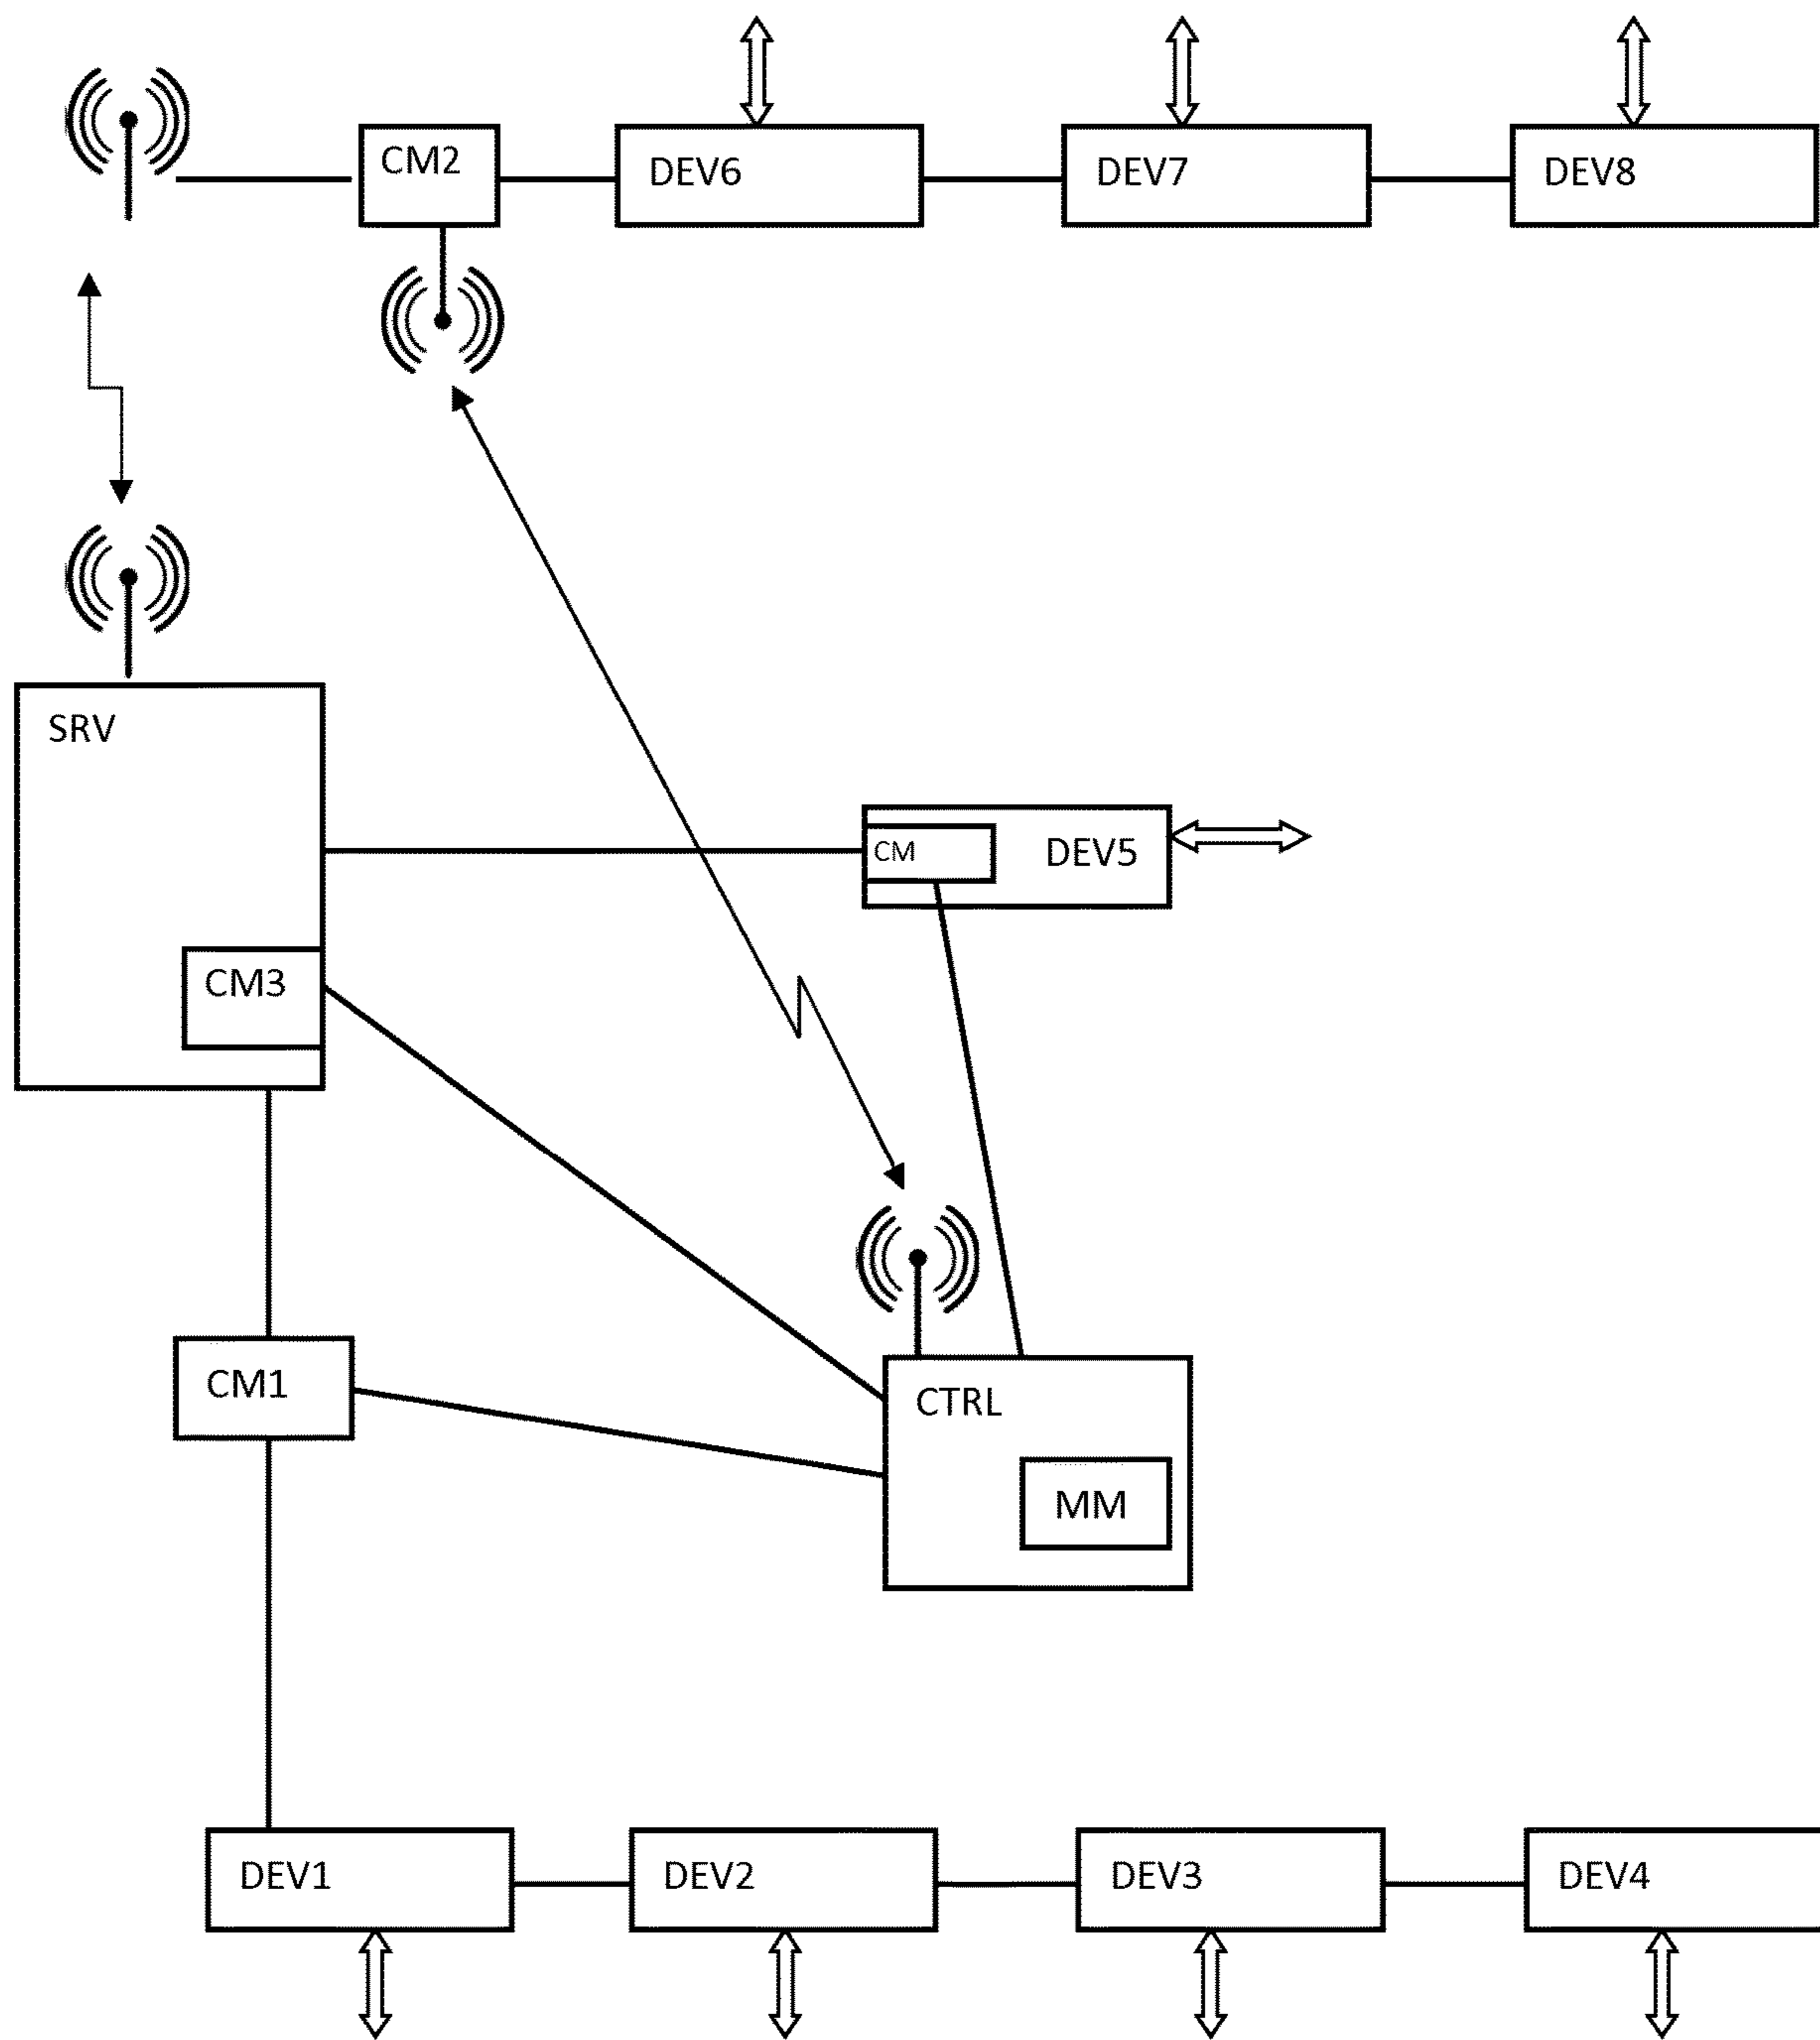 CM2
DEV6
DEV7
DEV8
SRV
CM
DEV5
CM3
CM1
CTRL
MM
DEV1
DEV2
DEV3
DEV4